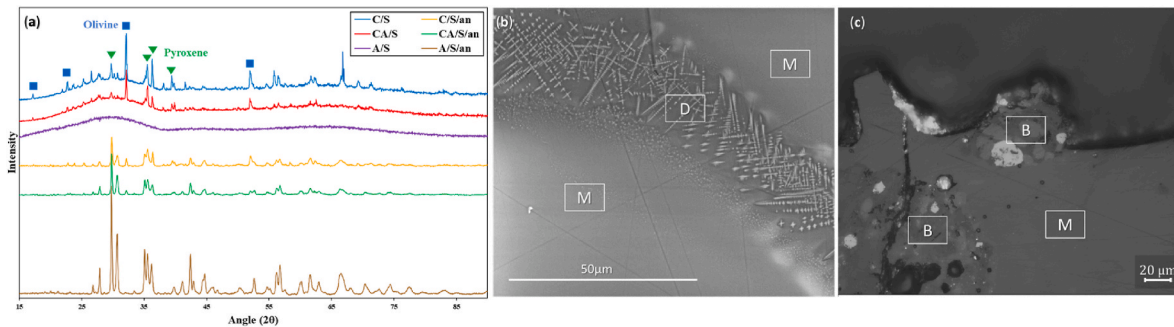 (a)
Olivine
Pyroxene
C/S
C/S/an
CA/S
CA/S/an
A/S
A/S/an
Intensity
15 25 35 45 55 65 75 85
Angle (2θ)
(b)
M
D
M
50μm
(c)
B
B
M
20 μm